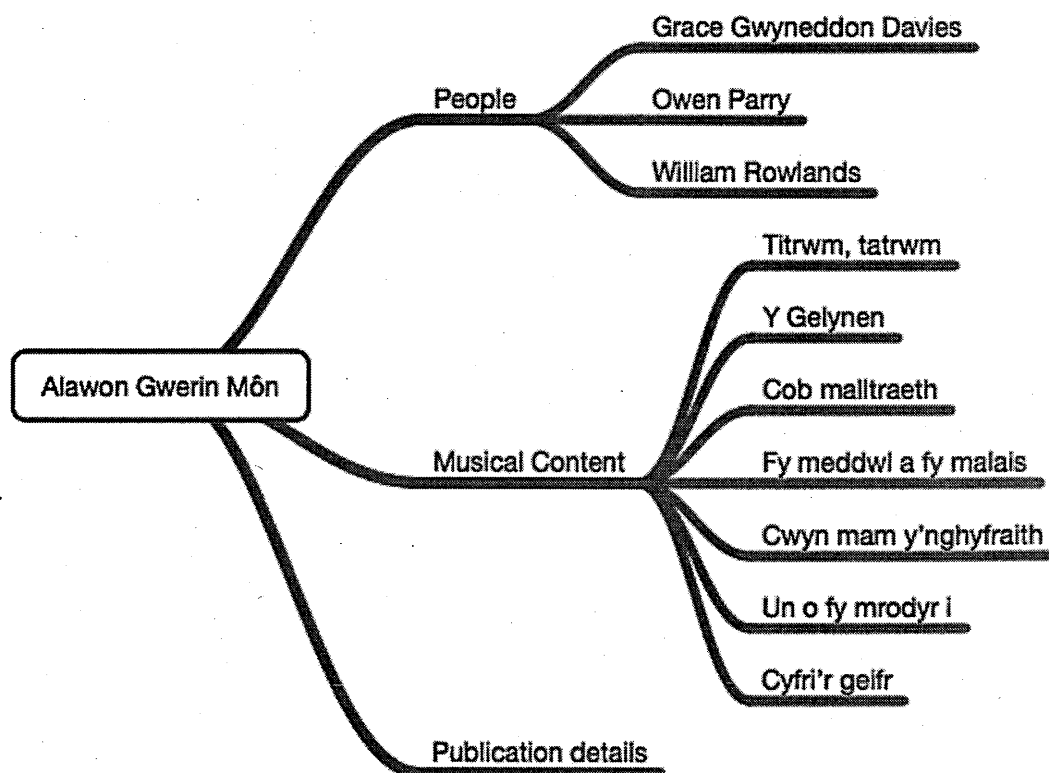 Grace Gwyneddon Davies
People
Owen Parry
William Rowlands
Titrwm, tatrwm
Y Gelynen
Alawon Gwerin Môn
Cob malltraeth
Musical Content
Fy meddwl a fy malais
Cwyn mam y'nghyfraith
Un o fy mrodyr i
Cyfri'r geifr
Publication details